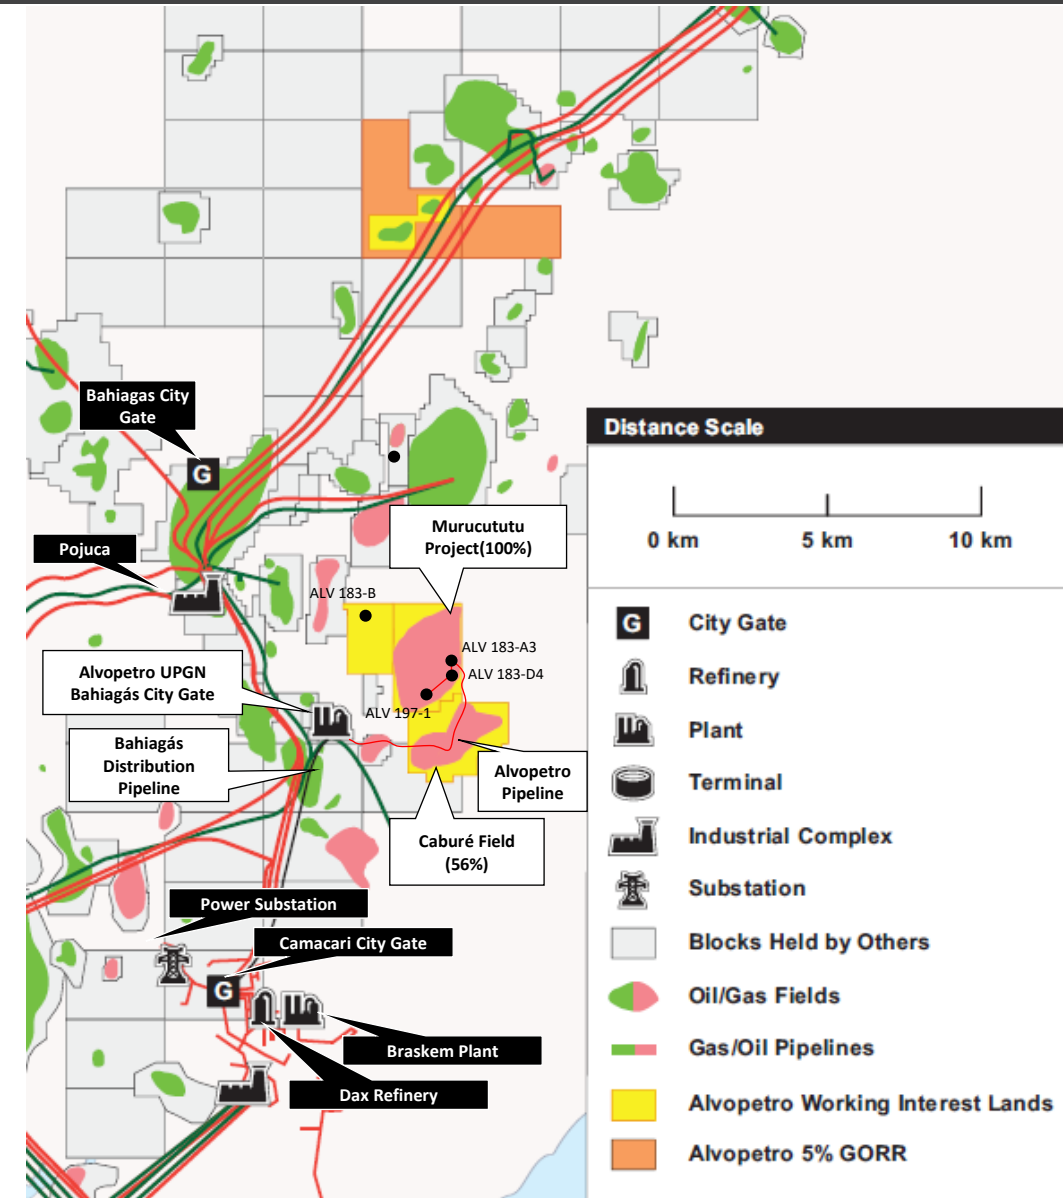 Bahiagas City
Gate
G
Pojuca
Murucututu
Project(100%)
ALV 183-B
ALV 183-A3
ALV 183-D4
ALV 197-1
Alvopetro UPGN
Bahiagás City Gate
Bahiagás
Distribution
Pipeline
Alvopetro
Pipeline
Caburé Field
(56%)
Power Substation
Camacari City Gate
G
Braskem Plant
Dax Refinery
Distance Scale
0 km 5 km 10 km
G City Gate
Refinery
Plant
Terminal
Industrial Complex
Substation
Blocks Held by Others
Oil/Gas Fields
Gas/Oil Pipelines
Alvopetro Working Interest Lands
Alvopetro 5% GORR